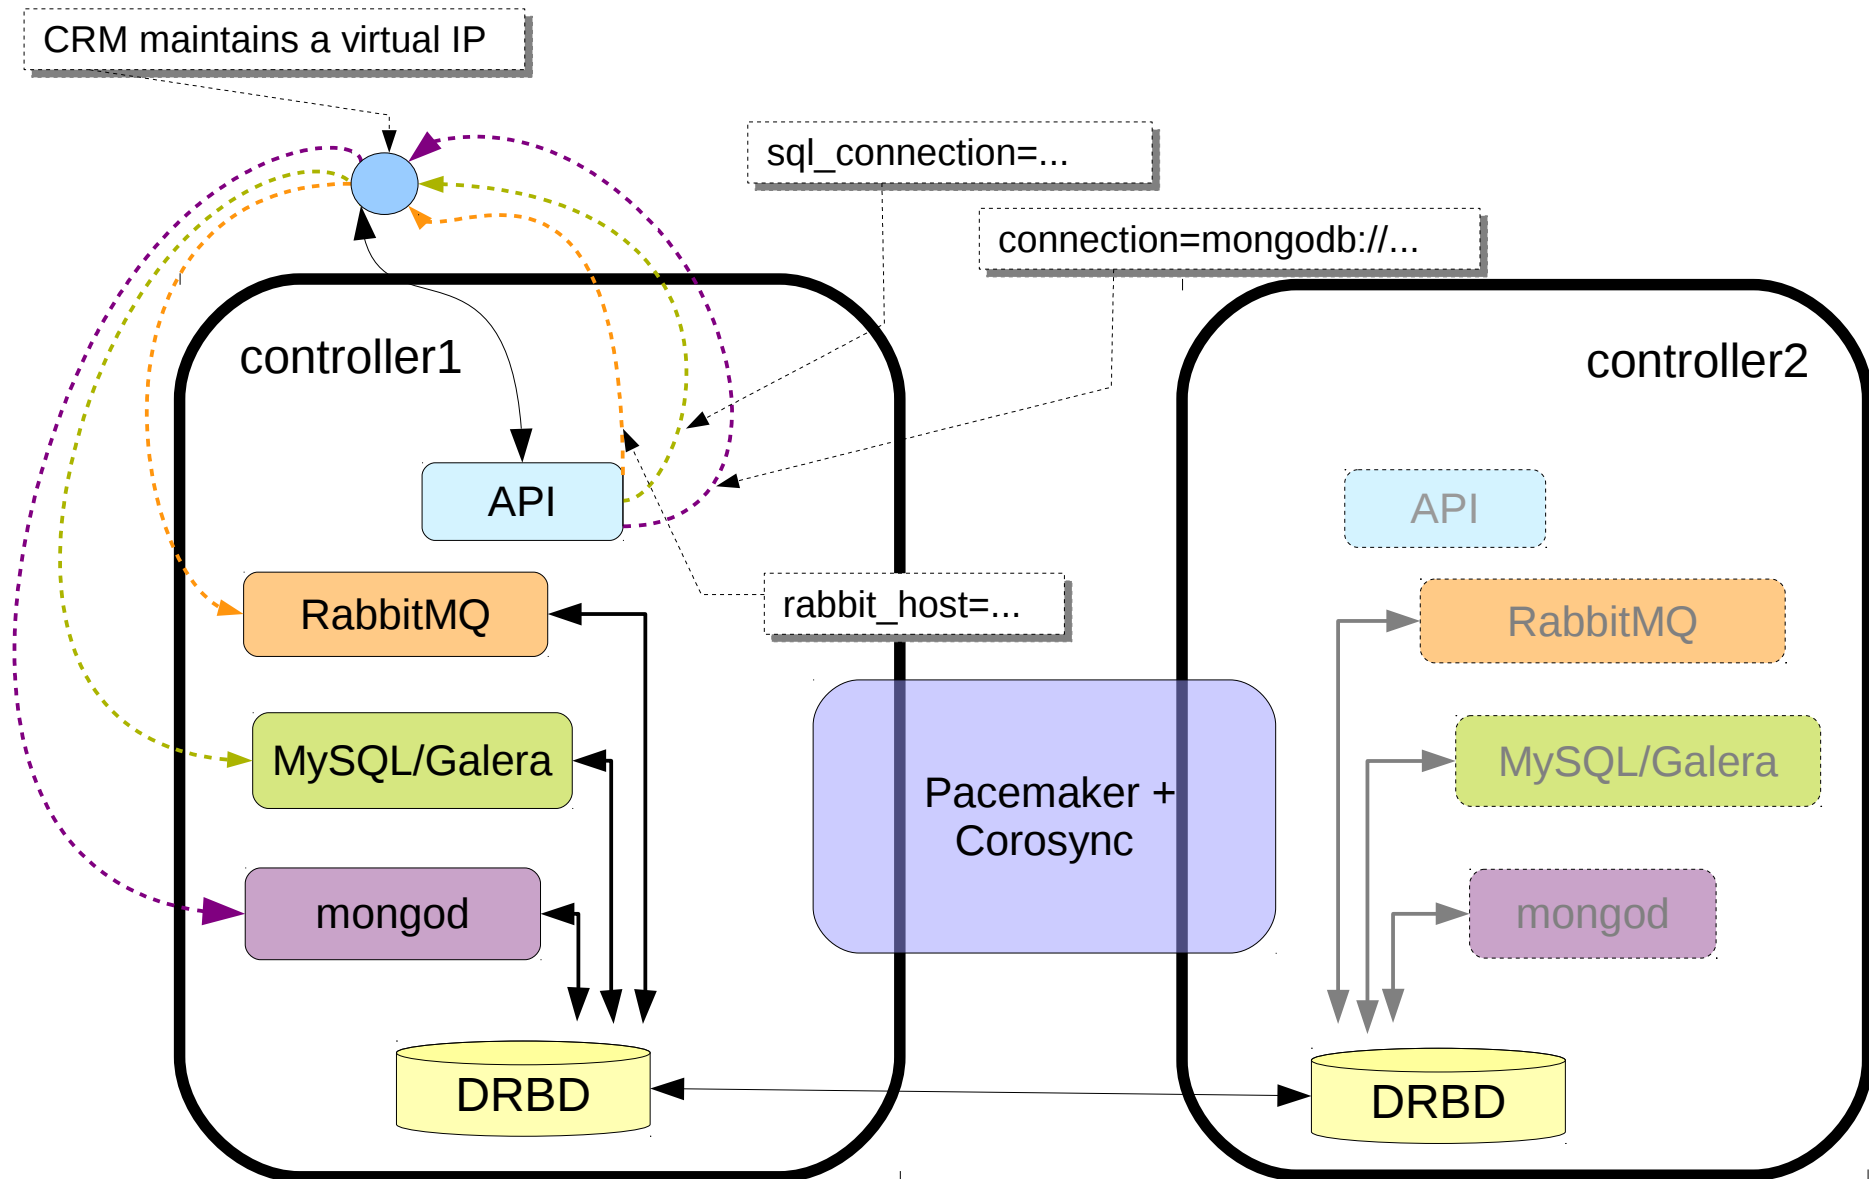 CRM maintains a virtual IP
sql_connection=...
connection=mongodb://...
controller1
controller2
API
API
RabbitMQ
rabbit_host=...
RabbitMQ
MySQL/Galera
Pacemaker +
Corosync
MySQL/Galera
mongod
mongod
DRBD
DRBD